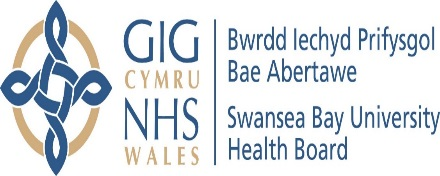 GIG
CYMRU
NHS
WALES
Bwrdd Iechyd Prifysgol
Bae Abertawe
Swansea Bay University
Health Board